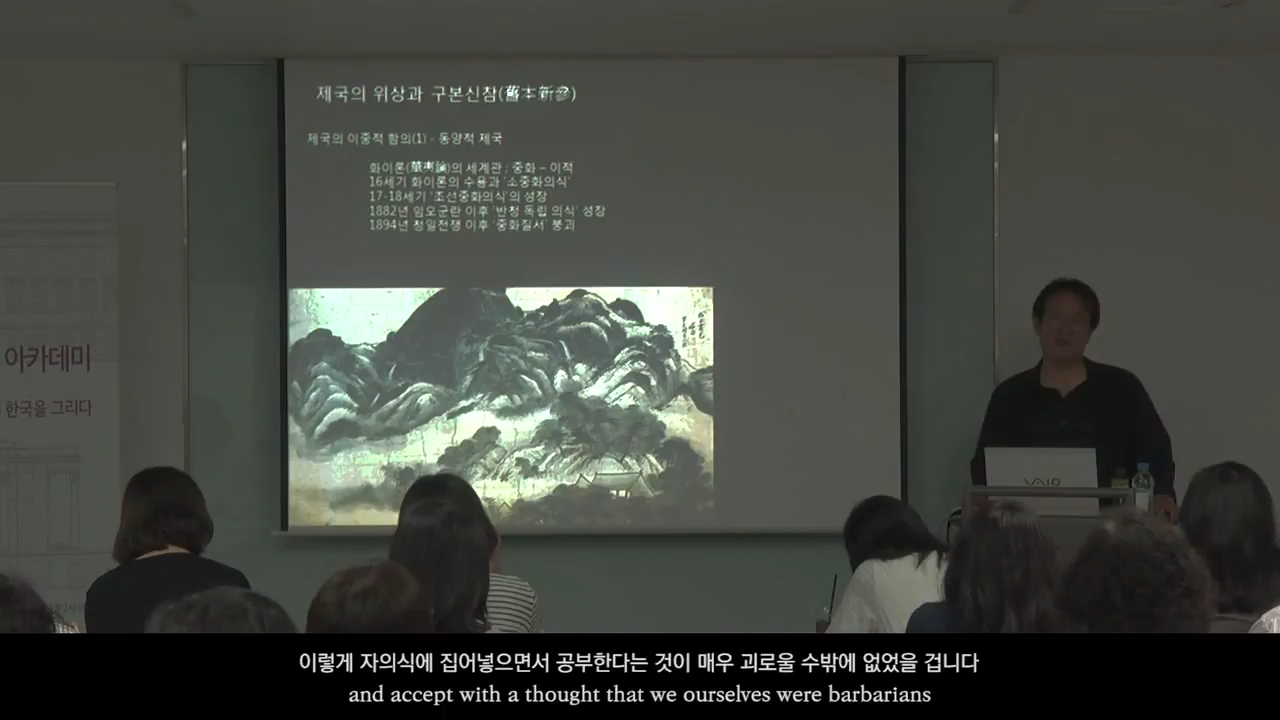 제국의 위상과 구본신참(舊本新參)
제국의 이중적 함의(1) - 동양적 제국
화이론(華夷論)의 세계관 ; 중화 – 이적
16세기 화이론의 수용과 '소중화의식'
17-18세기 '조선중화의식'의 성장
1882년 임오군란 이후 '반청 독립 의식' 성장
1894년 청일전쟁 이후 '중화질서' 붕괴
아카데미
한국을 그리다
VAIO
이렇게 자의식에 집어넣으면서 공부한다는 것이 매우 괴로울 수밖에 없었을 겁니다
and accept with a thought that we ourselves were barbarians